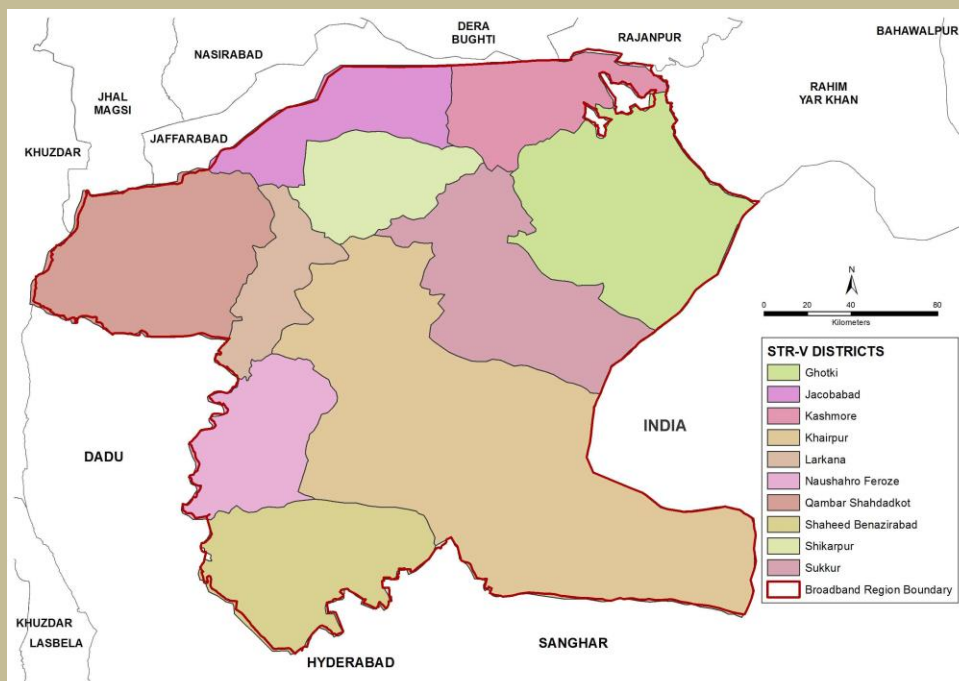 DERA
BUGHTI
RAJANPUR
BAHAWALPUR
NASIRABAD
JHAL
MAGSI
RAHIM
YAR KHAN
JAFFARABAD
KHUZDAR
N
0 20 40 80
Kilometers
STR-V DISTRICTS
Ghotki
Jacobabad
Kashmore
Khairpur
Larkana
Naushahro Feroze
Qambar Shahdadkot
Shaheed Benazirabad
Shikarpur
Sukkur
Broadband Region Boundary
INDIA
DADU
KHUZDAR
LASBELA
HYDERABAD
SANGHAR